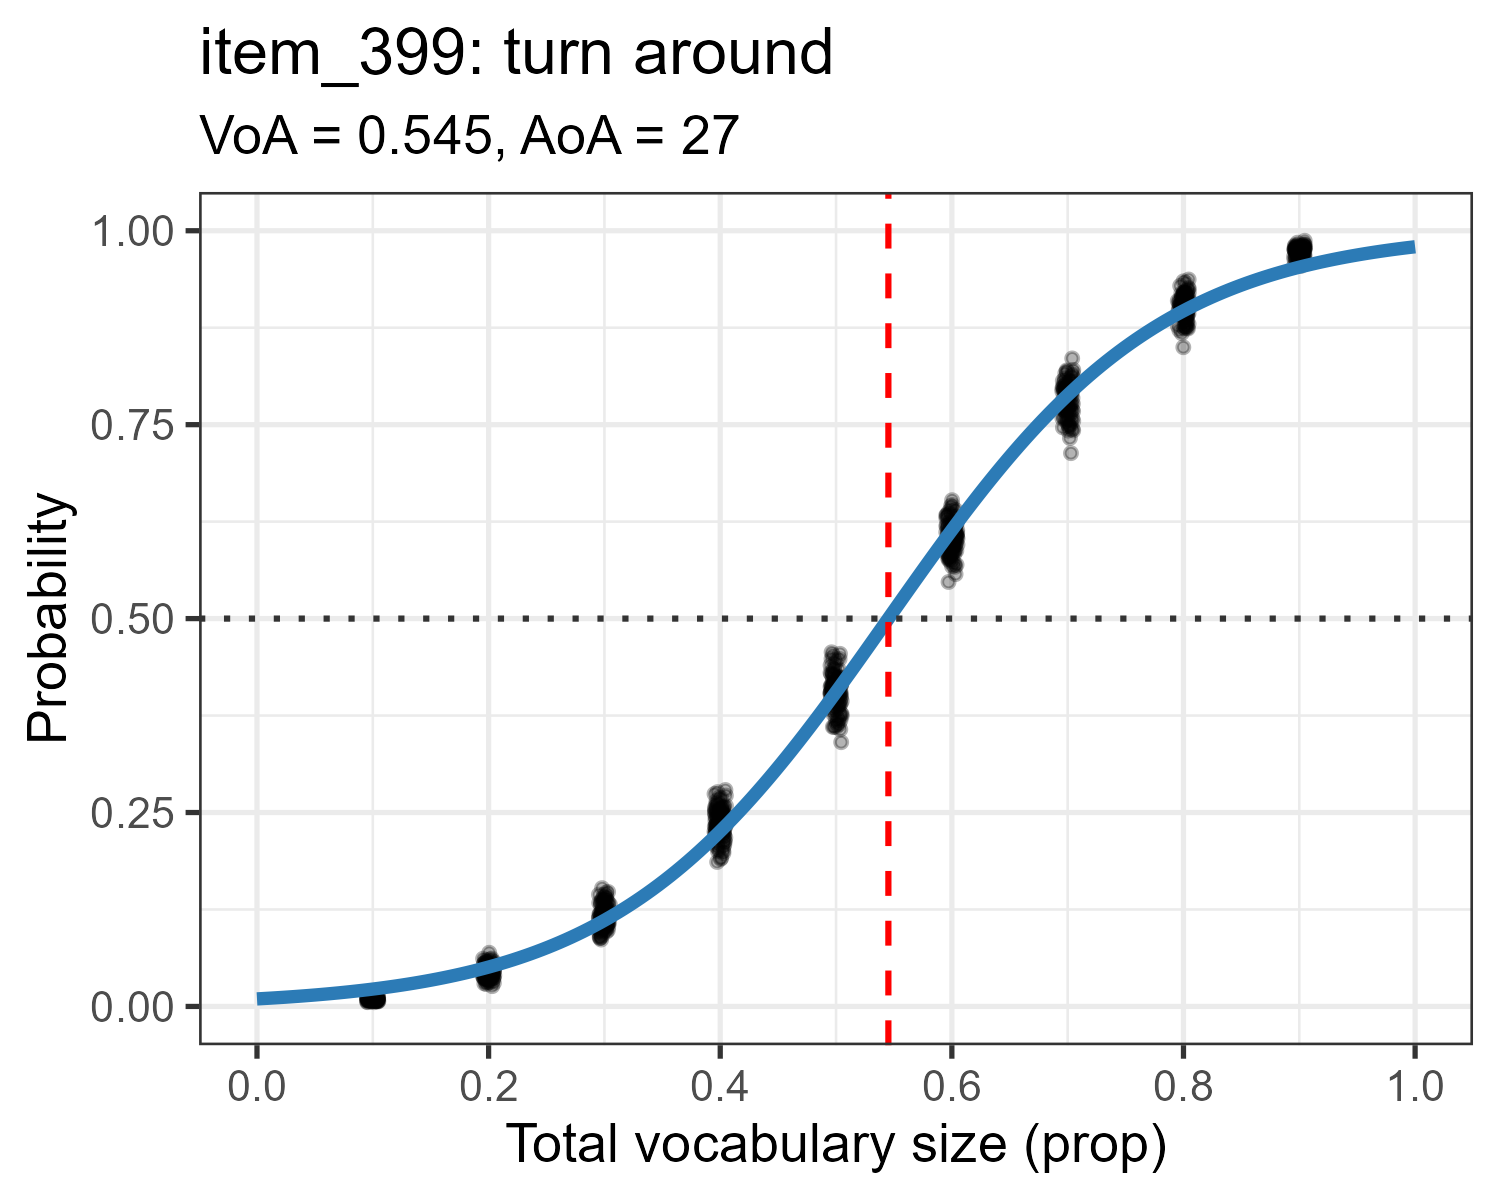 item_399: turn around
VoA = 0.545, AoA = 27
1.00
0.75
0.50
0.25
0.00
Probability
0.0 0.2 0.4 0.6 0.8 1.0
Total vocabulary size (prop)